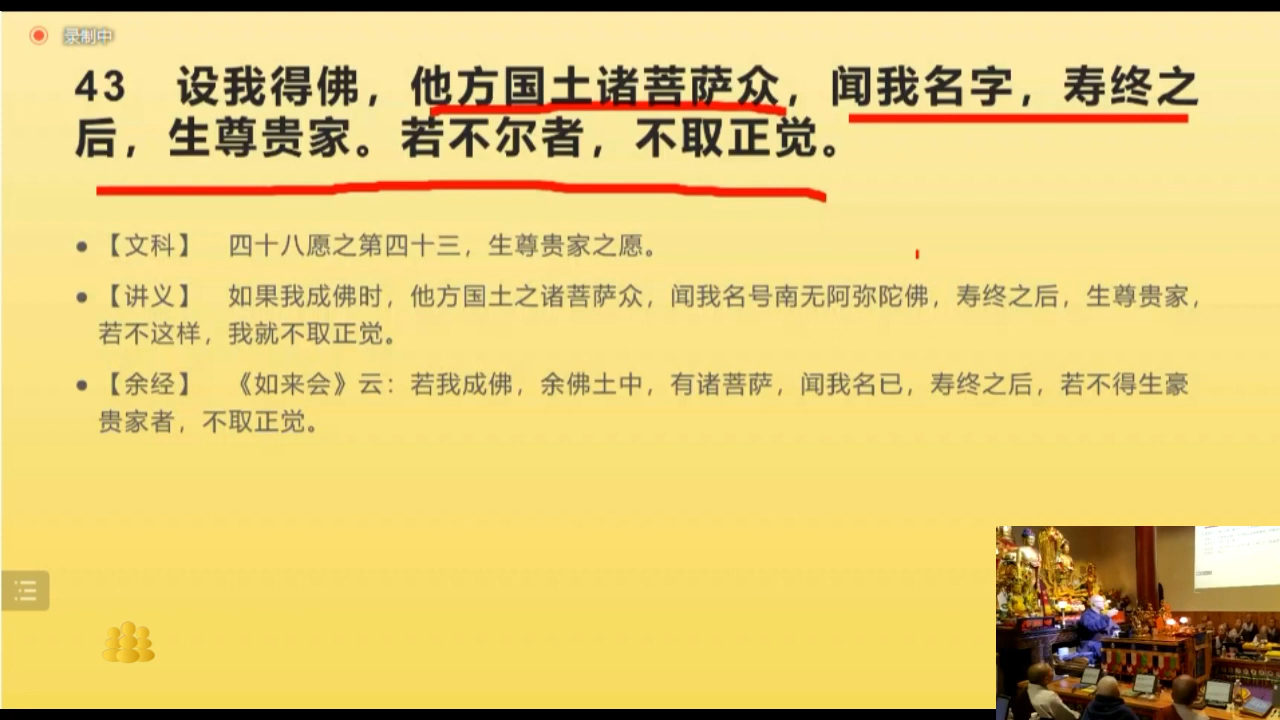 录制中
43 设我得佛，他方国土诸菩萨众，闻我名字，寿终之
后，生尊贵家。若不尔者，不取正觉。
【文科】 四十八愿之第四十三，生尊贵家之愿。
【讲义】 如果我成佛时，他方国土之诸菩萨众，闻我名号南无阿弥陀佛，寿终之后，生尊贵家，
若不这样，我就不取正觉。
【余经】 《如来会》云：若我成佛，余佛土中，有诸菩萨，闻我名已，寿终之后，若不得生豪
贵家者，不取正觉。